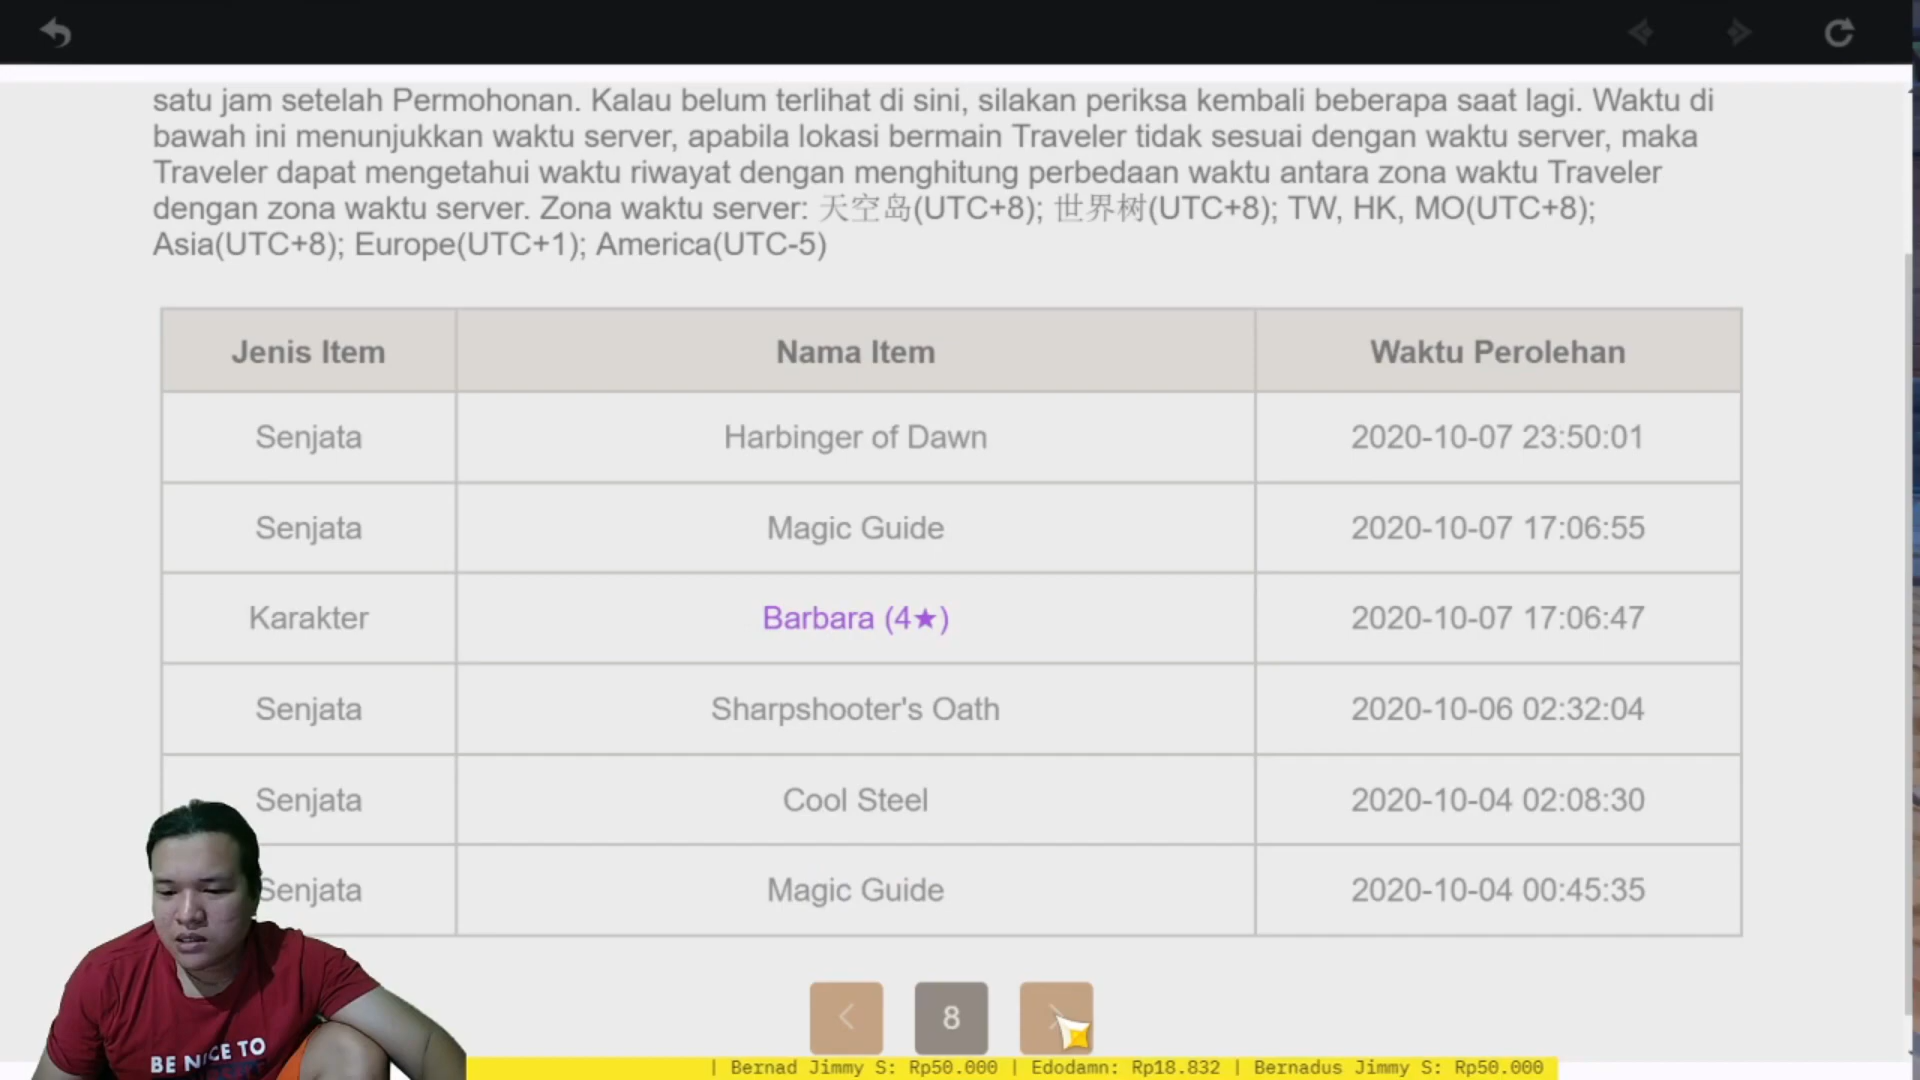 satu jam setelah Permohonan. Kalau belum terlihat di sini, silakan periksa kembali beberapa saat lagi. Waktu di
bawah ini menunjukkan waktu server, apabila lokasi bermain Traveler tidak sesuai dengan waktu server, maka
Traveler dapat mengetahui waktu riwayat dengan menghitung perbedaan waktu antara zona waktu Traveler
dengan zona waktu server. Zona waktu server: 天空岛(UTC+8); 世界树(UTC+8); TW, HK, MO(UTC+8);
Asia(UTC+8); Europe(UTC+1); America(UTC-5)
Jenis Item Nama Item Waktu Perolehan
Senjata Harbinger of Dawn 2020-10-07 23:50:01
Senjata Magic Guide 2020-10-07 17:06:55
Karakter Barbara (4★) 2020-10-07 17:06:47
Senjata Sharpshooter's Oath 2020-10-06 02:32:04
Senjata Cool Steel 2020-10-04 02:08:30
Senjata Magic Guide 2020-10-04 00:45:35
8
BE NICE TO
| Bernad Jimmy S: Rp50.000 | Edodamn: Rp18.832 | Bernadus Jimmy S: Rp50.000